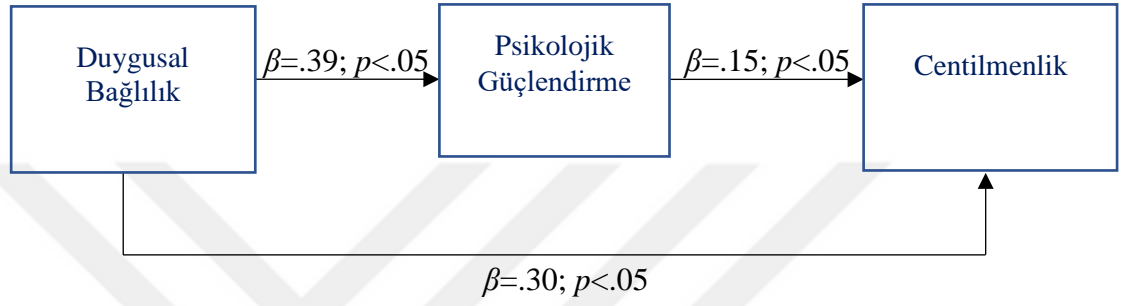 Duygusal
Bağlılık
β=.39; p<.05
Psikolojik
Güçlendirme
β=.15; p<.05
Centilmenlik
β=.30; p<.05